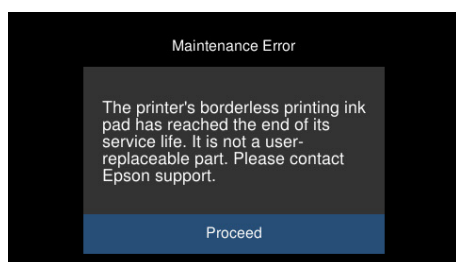 Maintenance Error
The printer's borderless printing ink
pad has reached the end of its
service life. It is not a user-
replaceable part. Please contact
Epson support.
Proceed